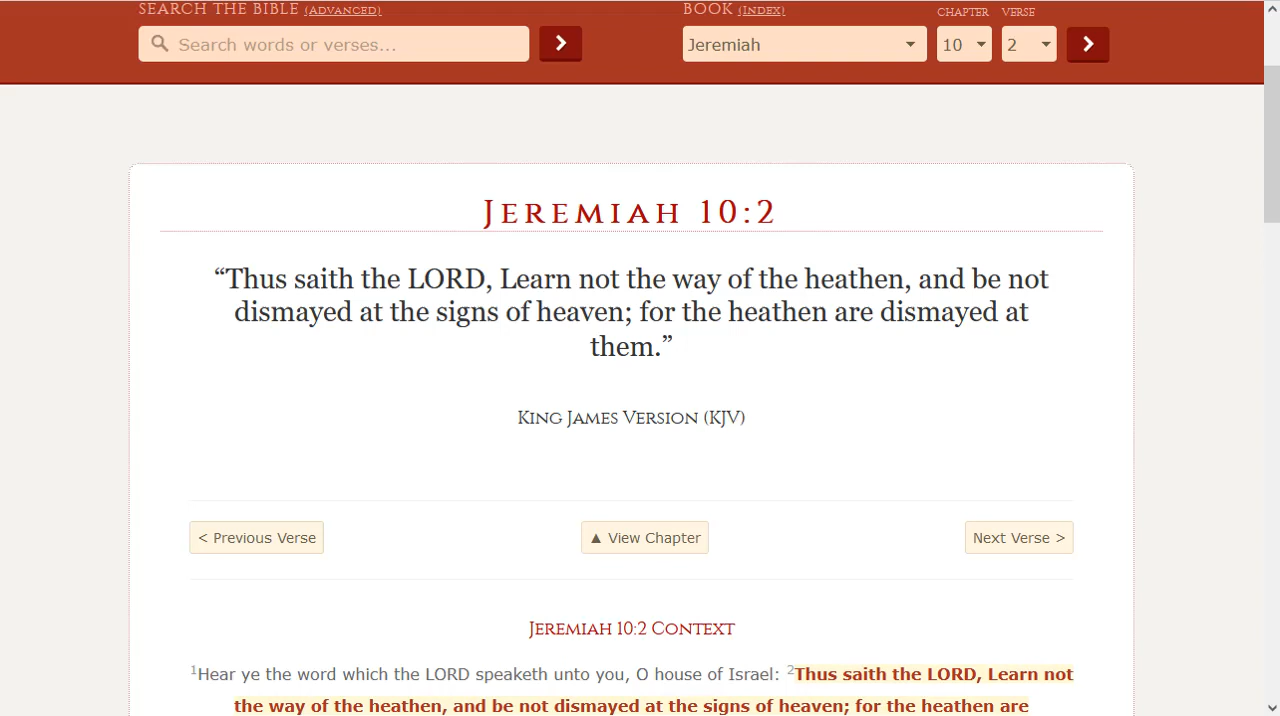 SEARCH THE BIBLE (ADVANCED)
BOOK (INDEX)
CHAPTER VERSE
Search words or verses...
Jeremiah
10
2
JEREMIAH 10:2
“Thus saith the LORD, Learn not the way of the heathen, and be not
dismayed at the signs of heaven; for the heathen are dismayed at
them.”
KING JAMES VERSION (KJV)
< Previous Verse
▲ View Chapter
Next Verse >
JEREMIAH 10:2 CONTEXT
1Hear ye the word which the LORD speaketh unto you, O house of Israel: 2Thus saith the LORD, Learn not
the way of the heathen, and be not dismayed at the signs of heaven; for the heathen are